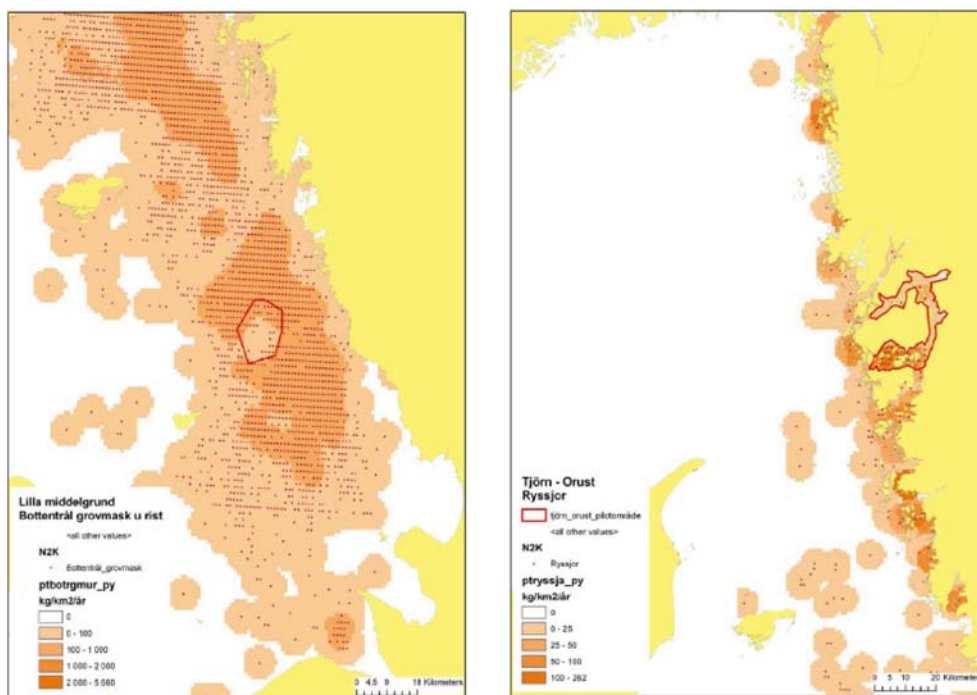 Lilla middelgrund
Bottentrål grovmask u rist
<all other values>
N2K
Bottentrål_grovmask
ptbotrgmur_py
kg/km2/år
0
0 - 100
100 - 1 000
1 000 - 2 000
2 000 - 5 560
0 4,5 9 18 Kilometers
Tjörn - Orust
Ryssjor
tjörn_orust_pilotområde
<all other values>
N2K
Ryssjor
ptryssja_py
kg/km2/år
0
0 - 25
25 - 50
50 - 100
100 - 262
0 5 10 20 Kilometers